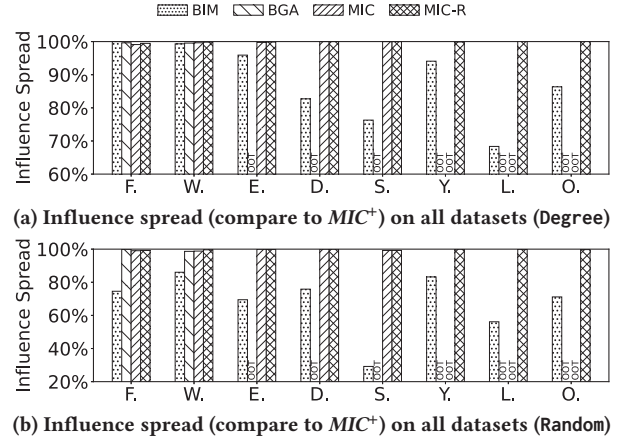 BIM BGA MIC MIC-R
Influence Spread
100%
90%
80%
70%
60%
OOT OOT OOT OOT OOT OOT OOT OOT OOT
F. W. E. D. S. Y. L. O.
(a) Influence spread (compare to MIC⁺) on all datasets (Degree)
Influence Spread
100%
80%
60%
40%
20%
OOT OOT OOT OOT OOT OOT OOT OOT OOT
F. W. E. D. S. Y. L. O.
(b) Influence spread (compare to MIC⁺) on all datasets (Random)